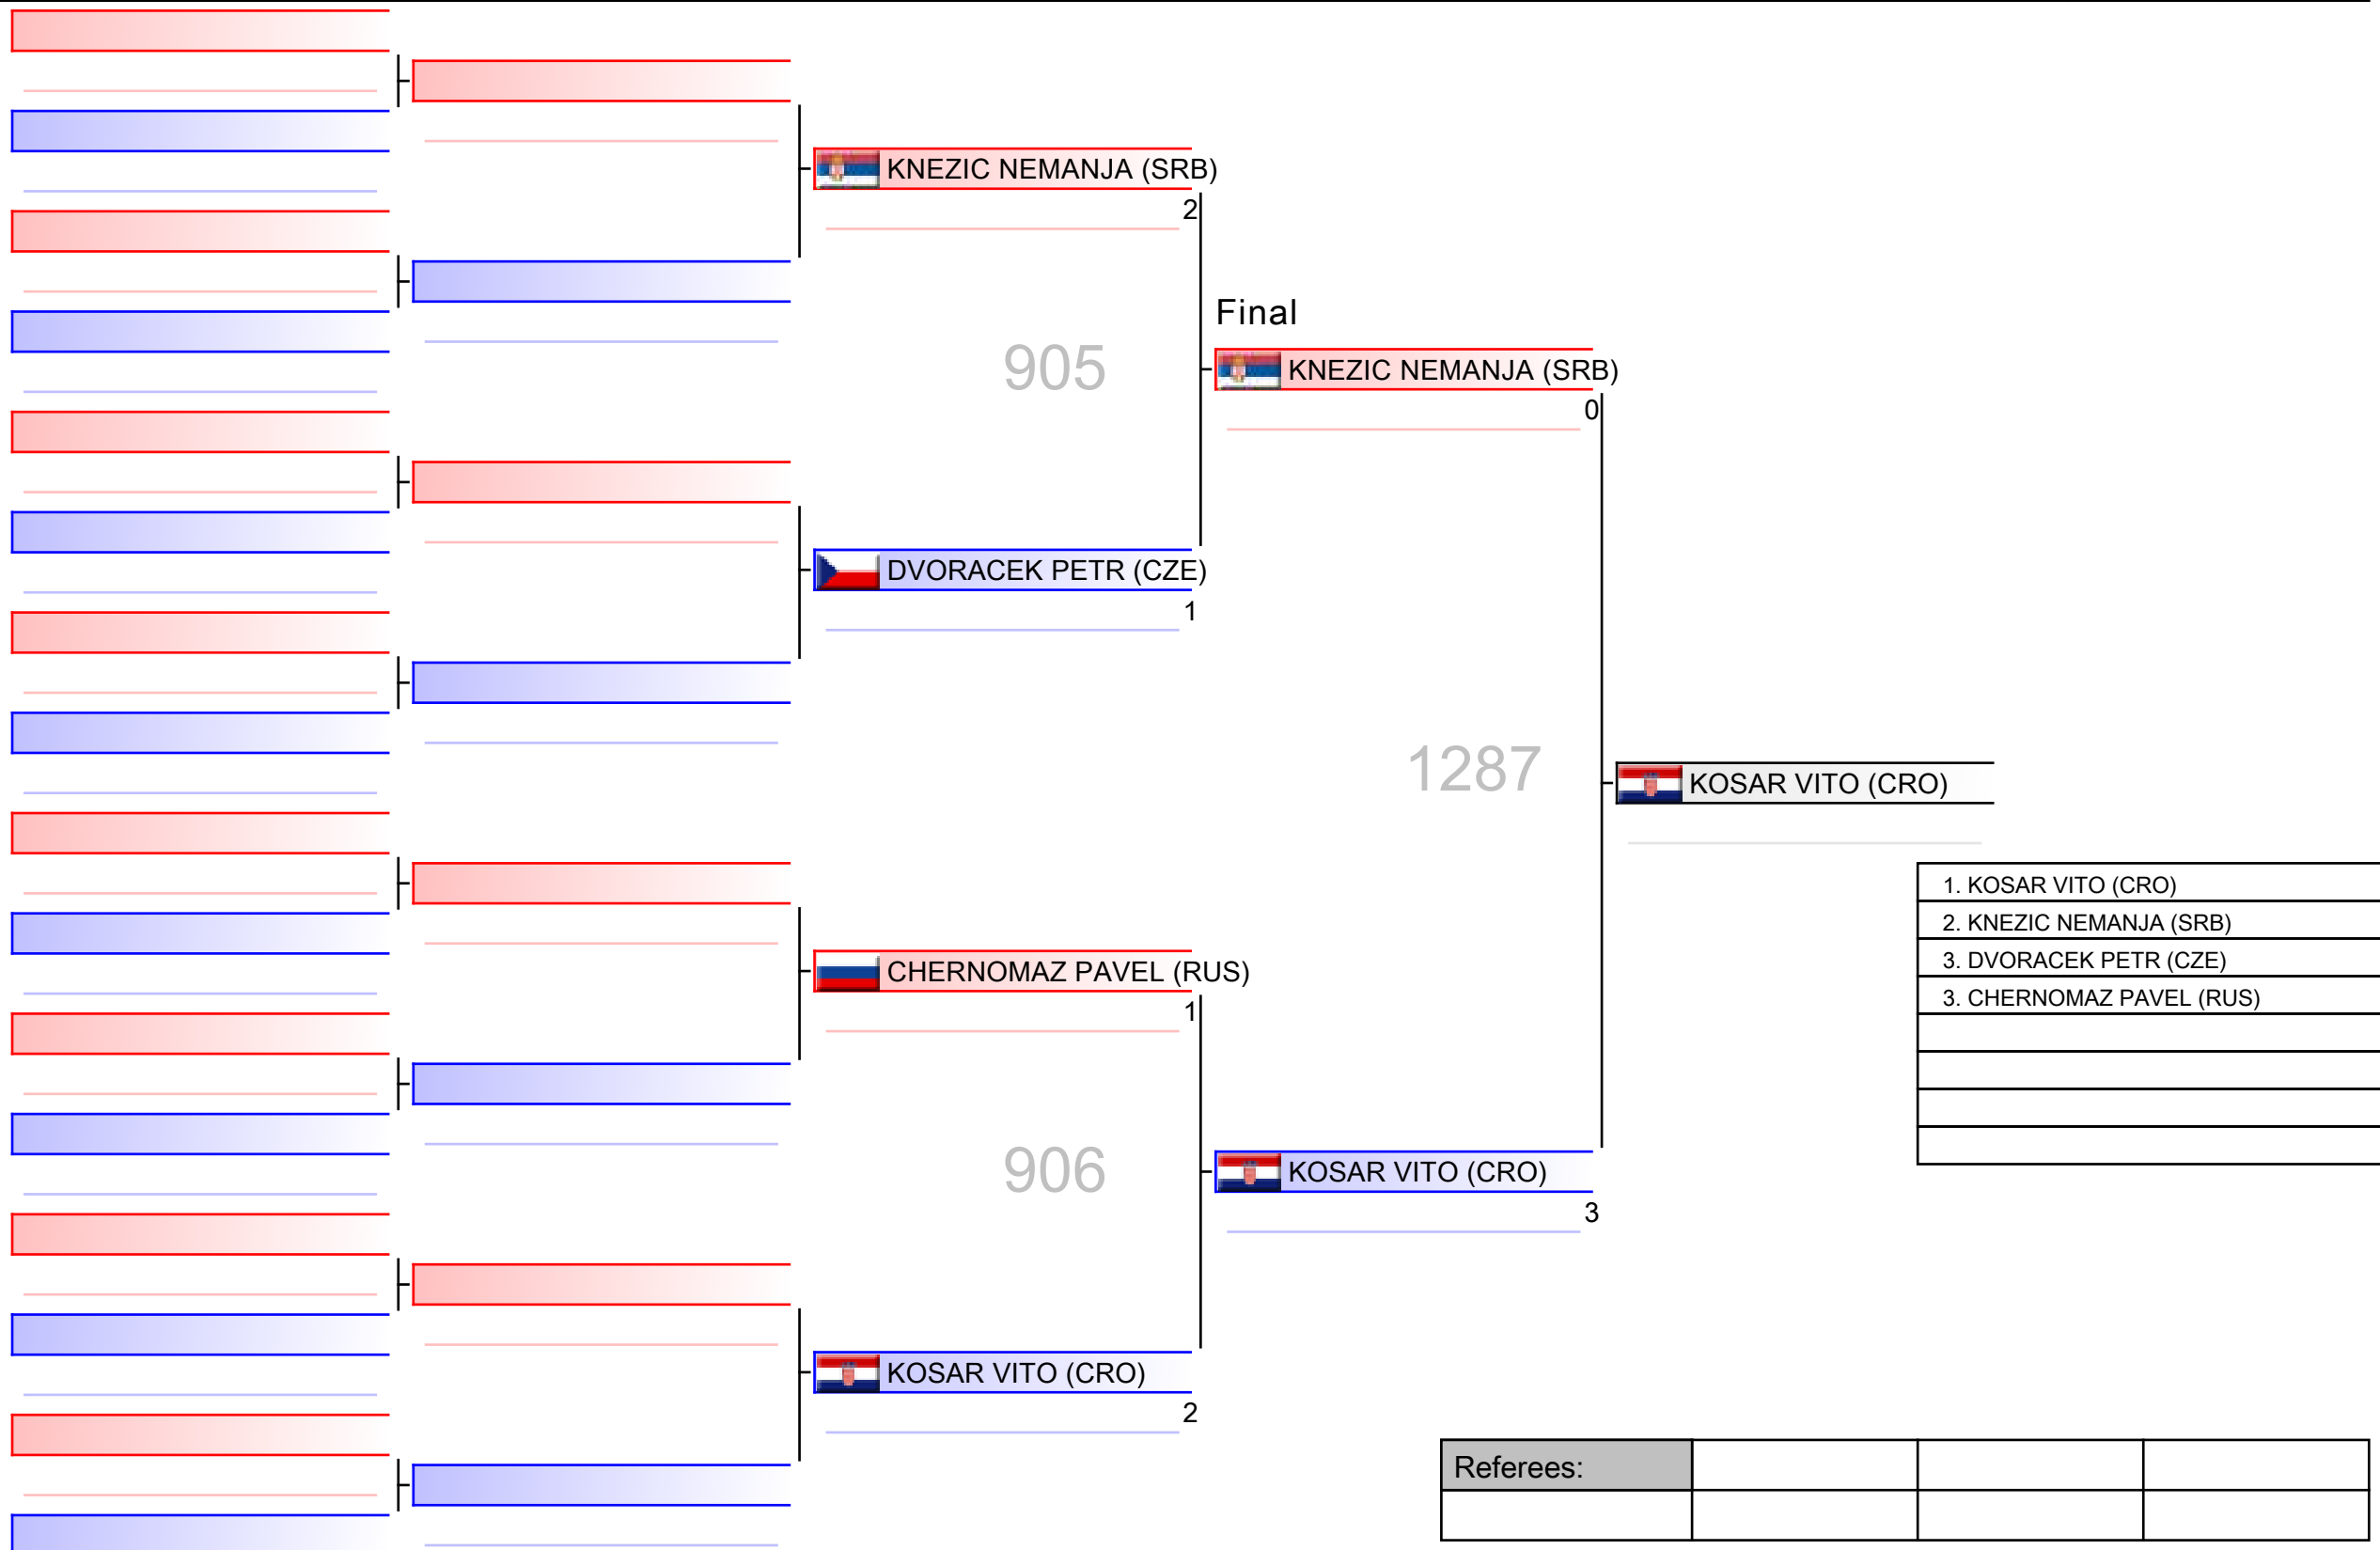 KNEZIC NEMANJA (SRB)
2
905
DVORACEK PETR (CZE)
1
Final
KNEZIC NEMANJA (SRB)
0
1287
KOSAR VITO (CRO)
CHERNOMAZ PAVEL (RUS)
1
906
KOSAR VITO (CRO)
2
KOSAR VITO (CRO)
3
1. KOSAR VITO (CRO)
2. KNEZIC NEMANJA (SRB)
3. DVORACEK PETR (CZE)
3. CHERNOMAZ PAVEL (RUS)
Referees: